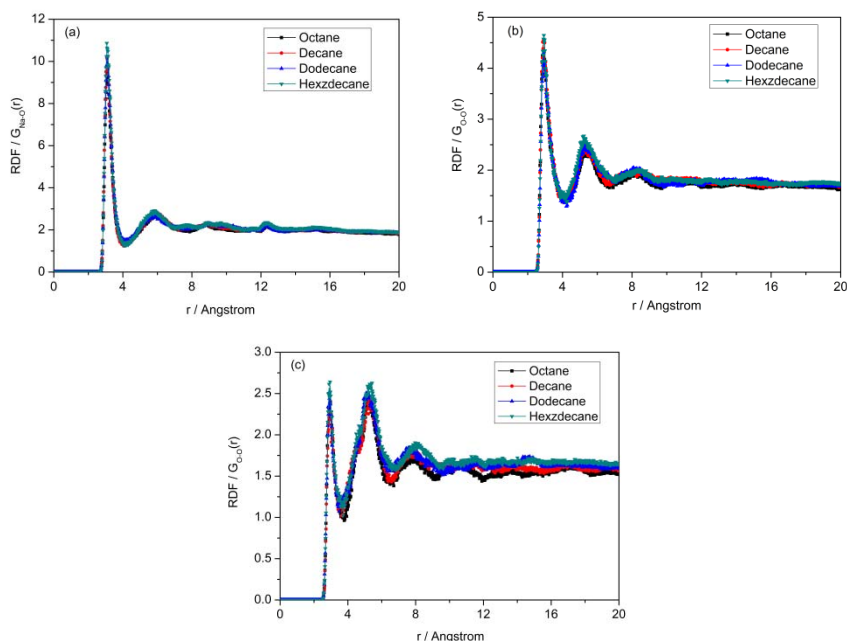 (a)
Octane
Decane
Dodecane
Hexzdecane
RDF / G_Na-O(r)
12
10
8
6
4
2
0
0 4 8 12 16 20
r / Angstrom
(b)
Octane
Decane
Dodecane
Hexzdecane
RDF / G_O-O(r)
5
4
3
2
1
0
0 4 8 12 16 20
r / Angstrom
(c)
Octane
Decane
Dodecane
Hexzdecane
RDF / G_O-O(r)
3.0
2.5
2.0
1.5
1.0
0.5
0.0
0 4 8 12 16 20
r / Angstrom